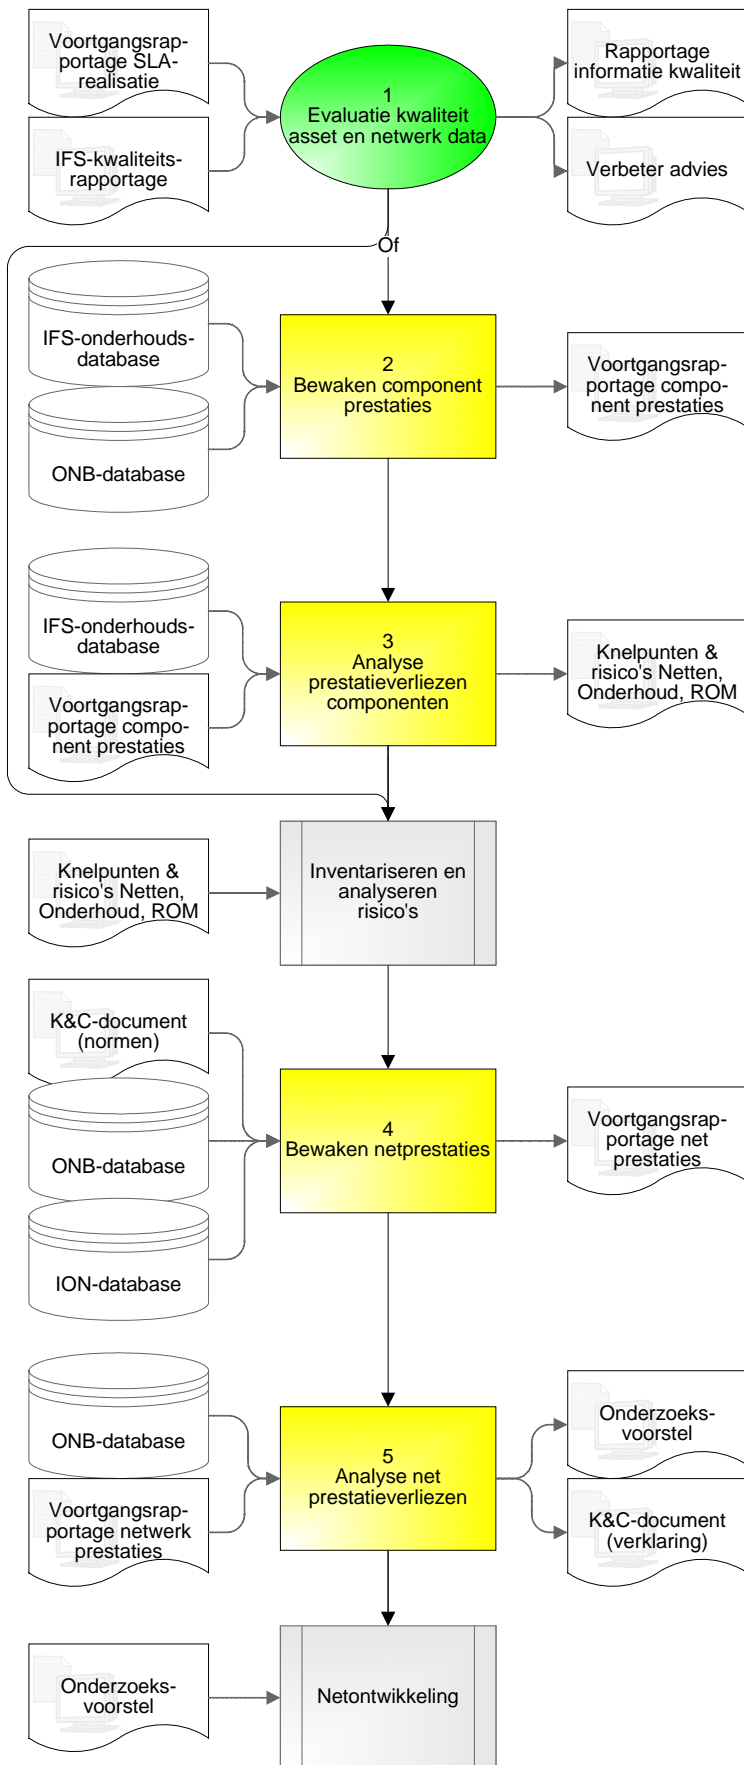 Voortgangsrap-
portage SLA-
realisatie
IFS-kwaliteits-
rapportage
1
Evaluatie kwaliteit
asset en netwerk data
Rapportage
informatie kwaliteit
Verbeter advies
Of
IFS-onderhouds-
database
ONB-database
2
Bewaken component
prestaties
Voortgangsrap-
portage compo-
nent prestaties
IFS-onderhouds-
database
Voortgangsrap-
portage compo-
nent prestaties
3
Analyse
prestatieverliezen
componenten
Knelpunten &
risico's Netten,
Onderhoud, ROM
Knelpunten &
risico's Netten,
Onderhoud, ROM
Inventariseren en
analyseren
risico's
K&C-document
(normen)
ONB-database
ION-database
4
Bewaken netprestaties
Voortgangsrap-
portage net
prestaties
ONB-database
Voortgangsrap-
portage netwerk
prestaties
5
Analyse net
prestatieverliezen
Onderzoeks-
voorstel
K&C-document
(verklaring)
Onderzoeks-
voorstel
Netontwikkeling